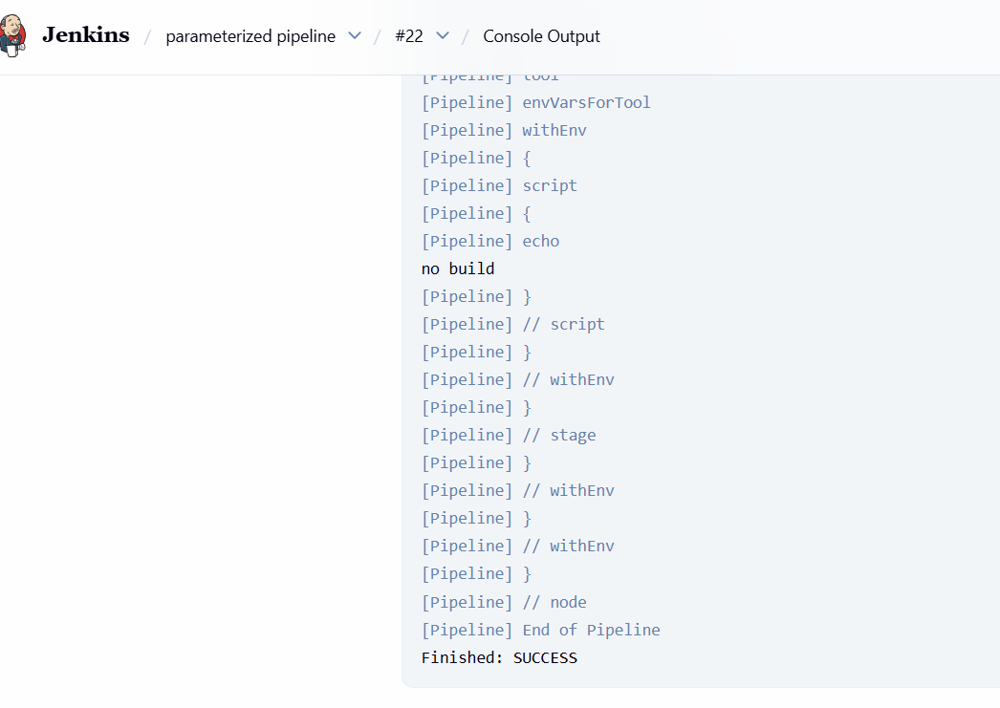 Jenkins / parameterized pipeline / #22 / Console Output
[Pipeline] tool
[Pipeline] envVarsForTool
[Pipeline] withEnv
[Pipeline] {
[Pipeline] script
[Pipeline] {
[Pipeline] echo
no build
[Pipeline] }
[Pipeline] // script
[Pipeline] }
[Pipeline] // withEnv
[Pipeline] }
[Pipeline] // stage
[Pipeline] }
[Pipeline] // withEnv
[Pipeline] }
[Pipeline] // withEnv
[Pipeline] }
[Pipeline] // node
[Pipeline] End of Pipeline
Finished: SUCCESS